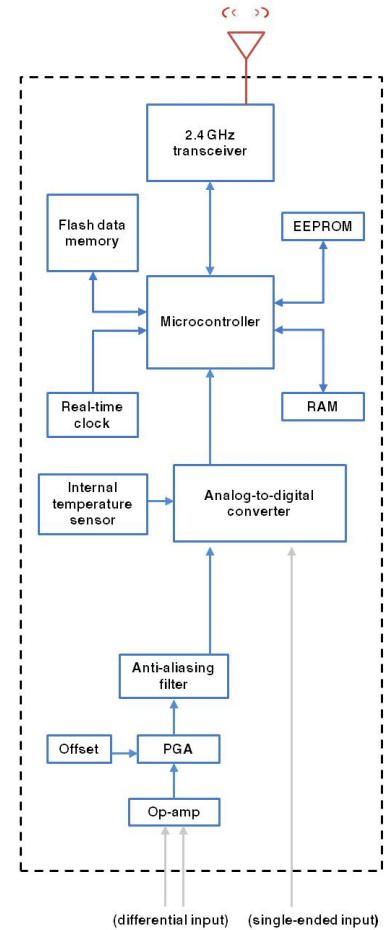 2.4 GHz
transceiver
Flash data
memory
EEPROM
Microcontroller
Real-time
clock
RAM
Internal
temperature
sensor
Analog-to-digital
converter
Anti-aliasing
filter
Offset
PGA
Op-amp
(differential input)
(single-ended input)